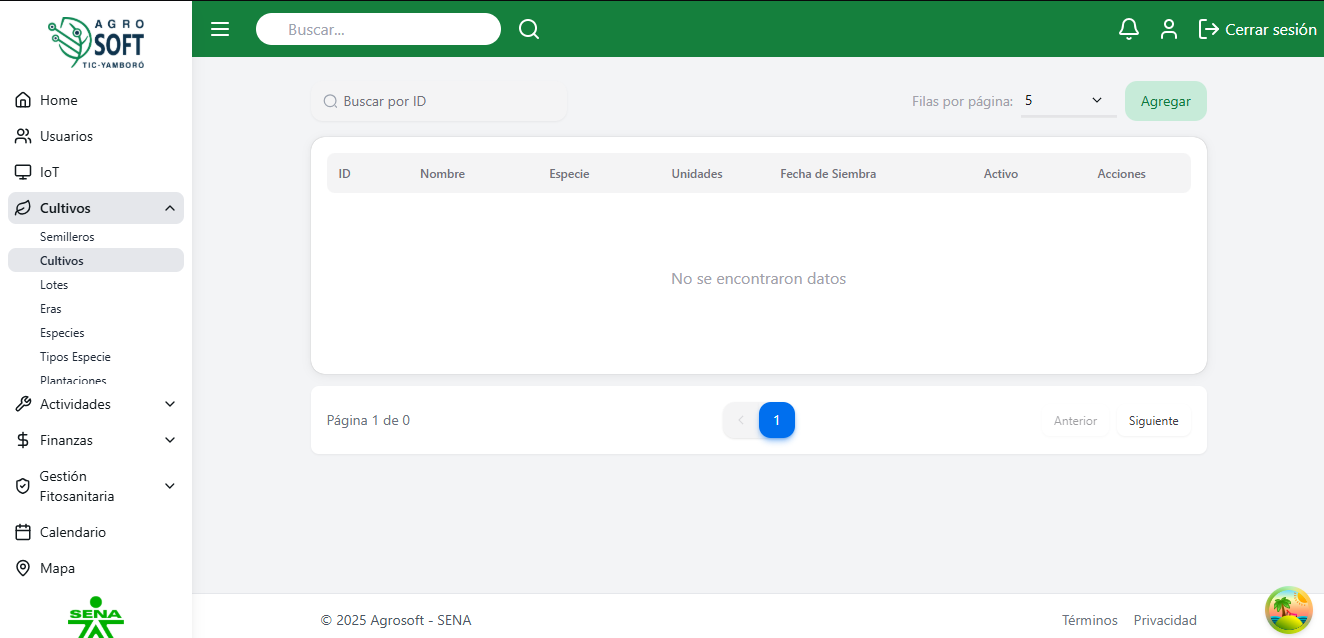 AGRO
SOFT
TIC-YAMBORÓ
Buscar...
Cerrar sesión
Home
Usuarios
IoT
Cultivos
Semilleros
Cultivos
Lotes
Eras
Especies
Tipos Especie
Plantaciones
Actividades
Finanzas
Gestión
Fitosanitaria
Calendario
Mapa
SENA
Buscar por ID
Filas por página: 5
Agregar
ID Nombre Especie Unidades Fecha de Siembra Activo Acciones
No se encontraron datos
Página 1 de 0
1
Anterior Siguiente
© 2025 Agrosoft - SENA
Términos Privacidad